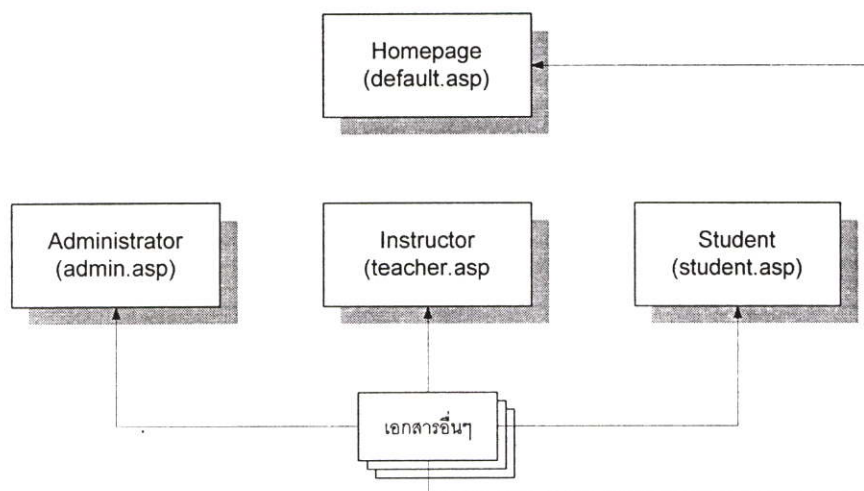 Homepage
(default.asp)
Administrator
(admin.asp)
Instructor
(teacher.asp
Student
(student.asp)
เอกสารอื่นๆ